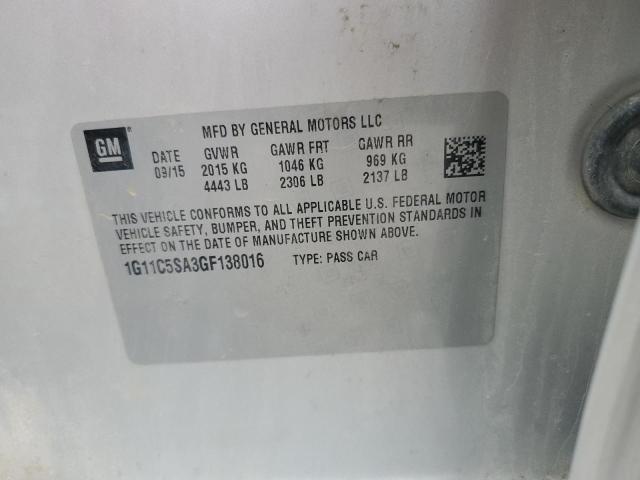 GM
MFD BY GENERAL MOTORS LLC
DATE GVWR GAWR FRT GAWR RR
09/15 2015 KG 1046 KG 969 KG
4443 LB 2306 LB 2137 LB
THIS VEHICLE CONFORMS TO ALL APPLICABLE U.S. FEDERAL MOTOR
VEHICLE SAFETY, BUMPER, AND THEFT PREVENTION STANDARDS IN
EFFECT ON THE DATE OF MANUFACTURE SHOWN ABOVE.
1G11C5SA3GF138016 TYPE: PASS CAR